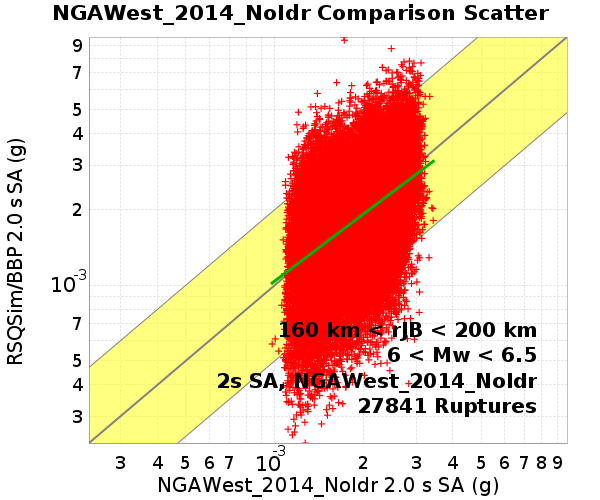 NGAWest_2014_NoIdr Comparison Scatter
RSQSim/BBP 2.0 s SA (g)
9
7
5
4
3
2
10⁻³
7
5
4
3
160 km < rJB < 200 km
6 < Mw < 6.5
2s SA, NGAWest_2014_NoIdr
27841 Ruptures
3 4 5 6 7 10⁻³ 2 3 4 5 6 7 8 9
NGAWest_2014_NoIdr 2.0 s SA (g)